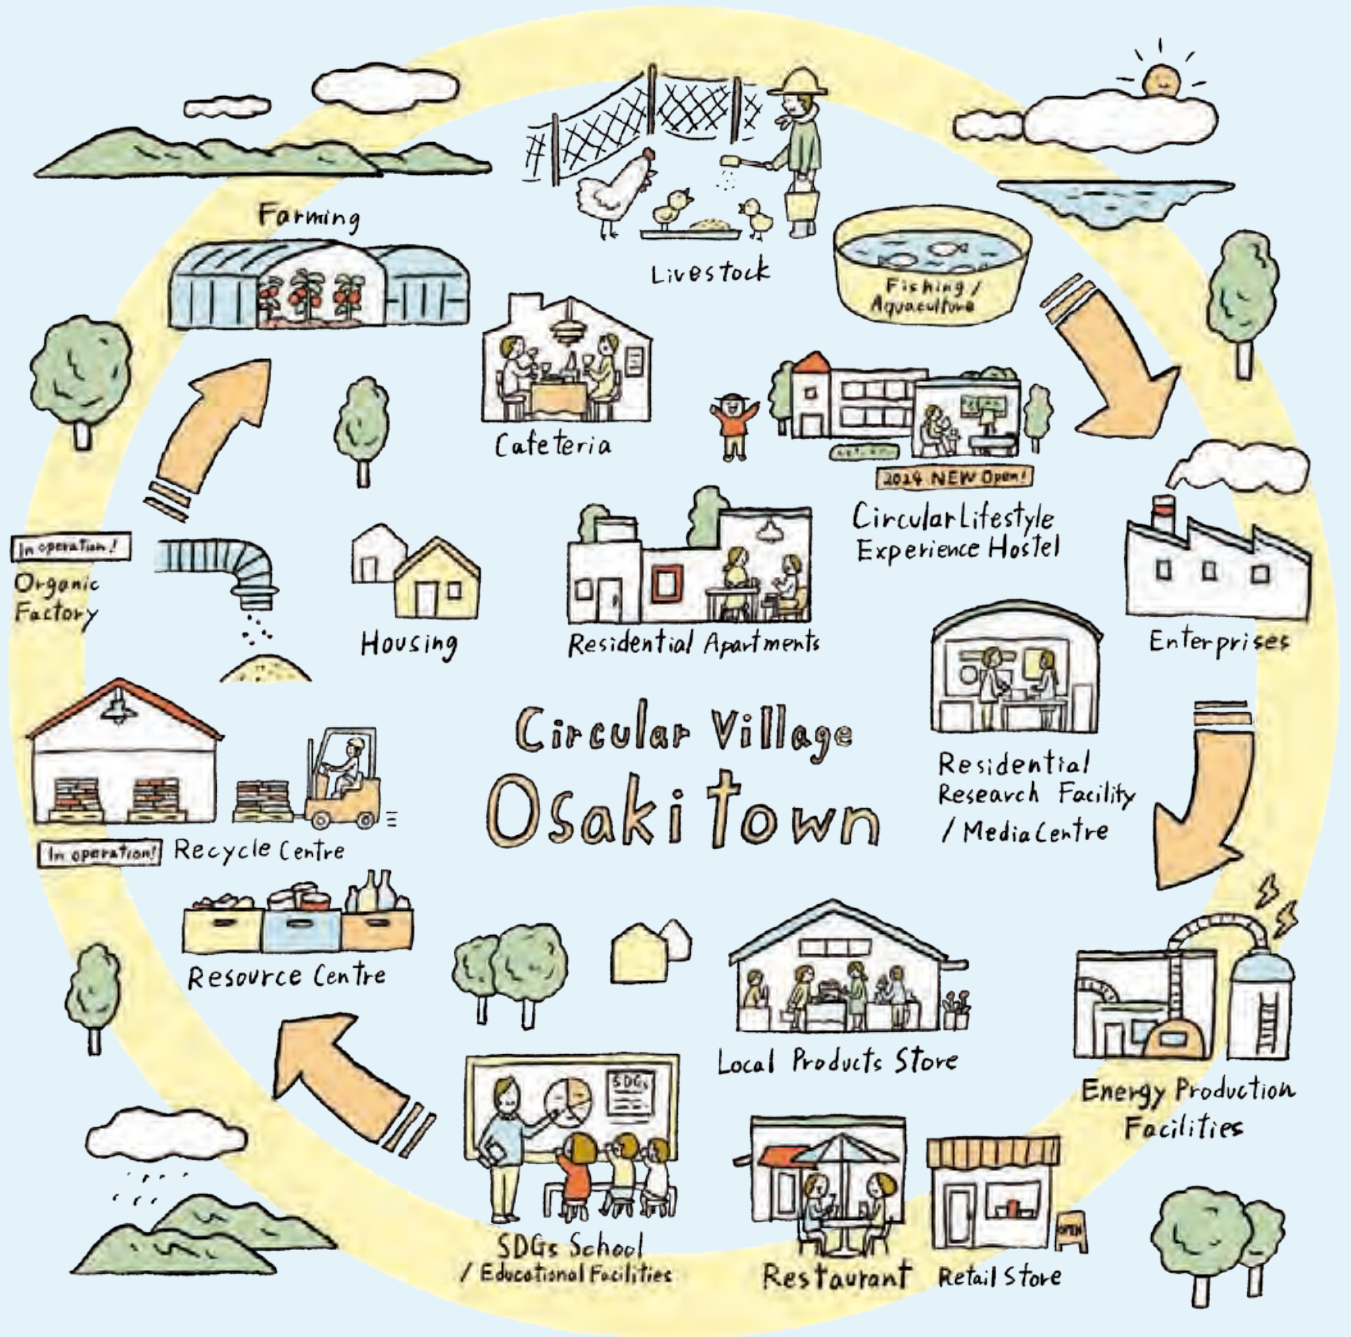 Farming
Livestock
Fishing /
Aquaculture
Cafeteria
2024 NEW Open!
Circular Lifestyle
Experience Hostel
In operation!
Organic
Factory
Housing
Residential Apartments
Enterprises
Circular Village
Osaki town
Residential
Research Facility
/ Media Centre
In operation!
Recycle Centre
Resource Centre
Local Products Store
Energy Production
Facilities
SDGs
SDGs School
/ Educational Facilities
Restaurant
OPEN
Retail Store